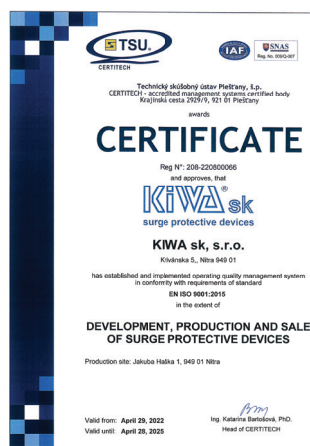 TSU.
CERTITECH
IAF
SNAS
Reg. No. 009/Q-007
Technický skúšobný ústav Piešťany, š.p.
CERTITECH - accredited management systems certified body
Krajinská cesta 2929/9, 921 01 Piešťany
awards
CERTIFICATE
Reg N°: 208-220800066
and approves, that
KIWA® sk
surge protective devices
KIWA sk, s.r.o.
Krivánska 5,, Nitra 949 01
has established and implemented operating quality management system
in conformity with requirements of standard
EN ISO 9001:2015
in the extent of
DEVELOPMENT, PRODUCTION AND SALE
OF SURGE PROTECTIVE DEVICES
Production site: Jakuba Haška 1, 949 01 Nitra
Valid from: April 29, 2022
Valid until: April 28, 2025
Ing. Katarína Bartošová, PhD.
Head of CERTITECH